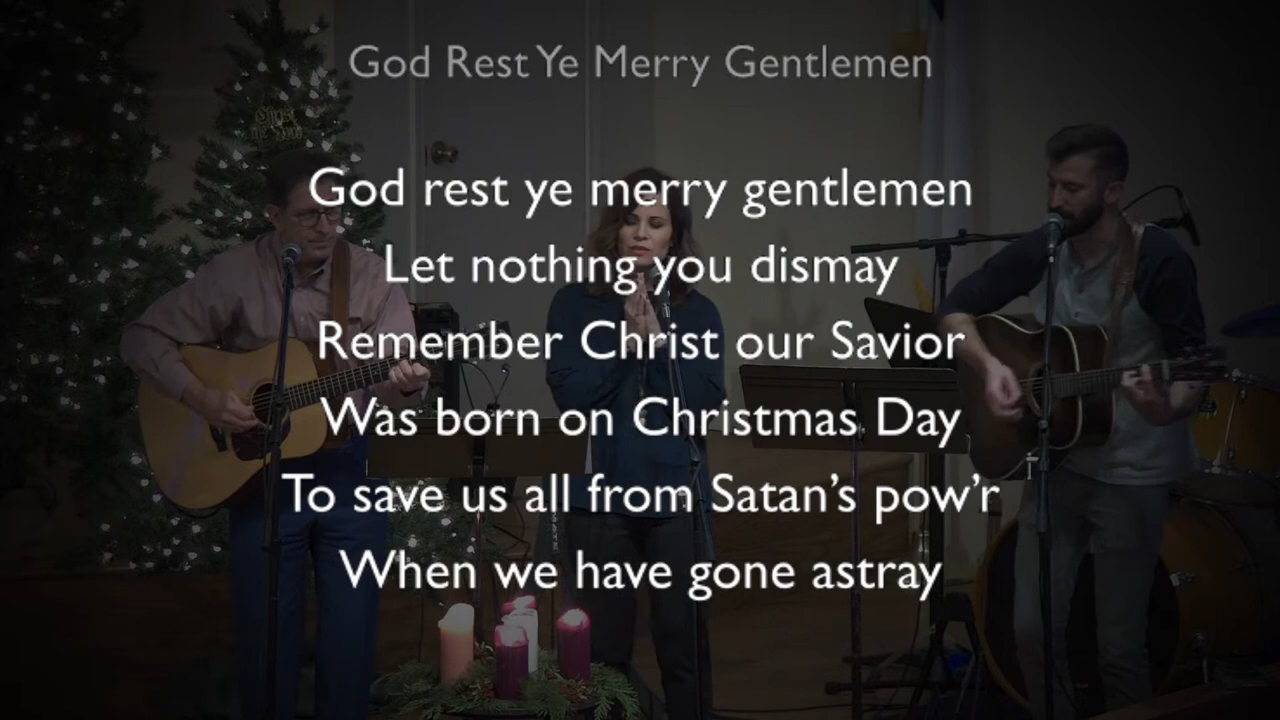 God Rest Ye Merry Gentlemen
God rest ye merry gentlemen
Let nothing you dismay
Remember Christ our Savior
Was born on Christmas Day
To save us all from Satan’s pow’r
When we have gone astray